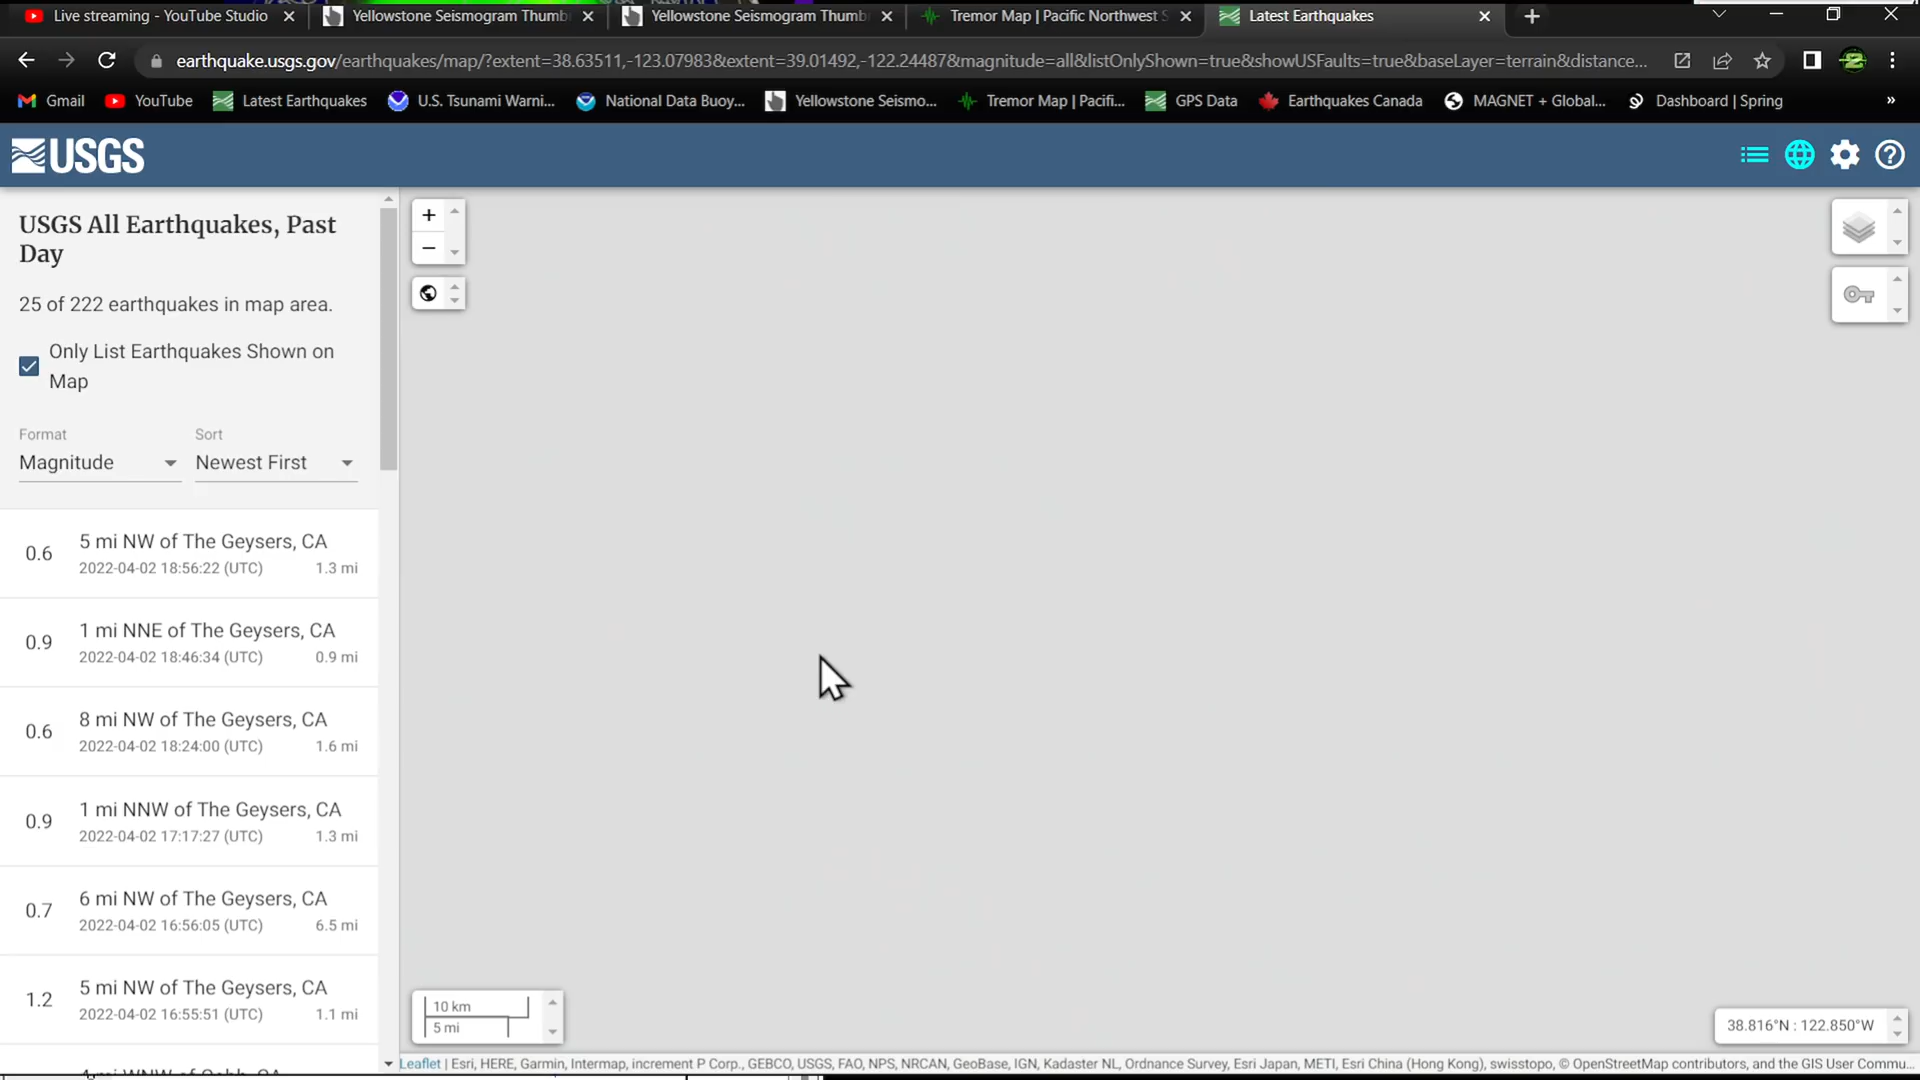 Live streaming - YouTube Studio
Yellowstone Seismogram Thumb
Yellowstone Seismogram Thumb
Tremor Map | Pacific Northwest S
Latest Earthquakes
earthquake.usgs.gov/earthquakes/map/?extent=38.63511,-123.07983&extent=39.01492,-122.24487&magnitude=all&listOnlyShown=true&showUSFaults=true&baseLayer=terrain&distance...
Gmail
YouTube
Latest Earthquakes
U.S. Tsunami Warni...
National Data Buoy...
Yellowstone Seismo...
Tremor Map | Pacifi...
GPS Data
Earthquakes Canada
MAGNET + Global...
Dashboard | Spring
»
USGS
USGS All Earthquakes, Past
Day
25 of 222 earthquakes in map area.
Only List Earthquakes Shown on
Map
Format
Sort
Magnitude
Newest First
0.6
5 mi NW of The Geysers, CA
2022-04-02 18:56:22 (UTC) 1.3 mi
0.9
1 mi NNE of The Geysers, CA
2022-04-02 18:46:34 (UTC) 0.9 mi
0.6
8 mi NW of The Geysers, CA
2022-04-02 18:24:00 (UTC) 1.6 mi
0.9
1 mi NNW of The Geysers, CA
2022-04-02 17:17:27 (UTC) 1.3 mi
0.7
6 mi NW of The Geysers, CA
2022-04-02 16:56:05 (UTC) 6.5 mi
1.2
5 mi NW of The Geysers, CA
2022-04-02 16:55:51 (UTC) 1.1 mi
+
−
10 km
5 mi
38.816°N : 122.850°W
Leaflet | Esri, HERE, Garmin, Intermap, increment P Corp., GEBCO, USGS, FAO, NPS, NRCAN, GeoBase, IGN, Kadaster NL, Ordnance Survey, Esri Japan, METI, Esri China (Hong Kong), swisstopo, © OpenStreetMap contributors, and the GIS User Commu...